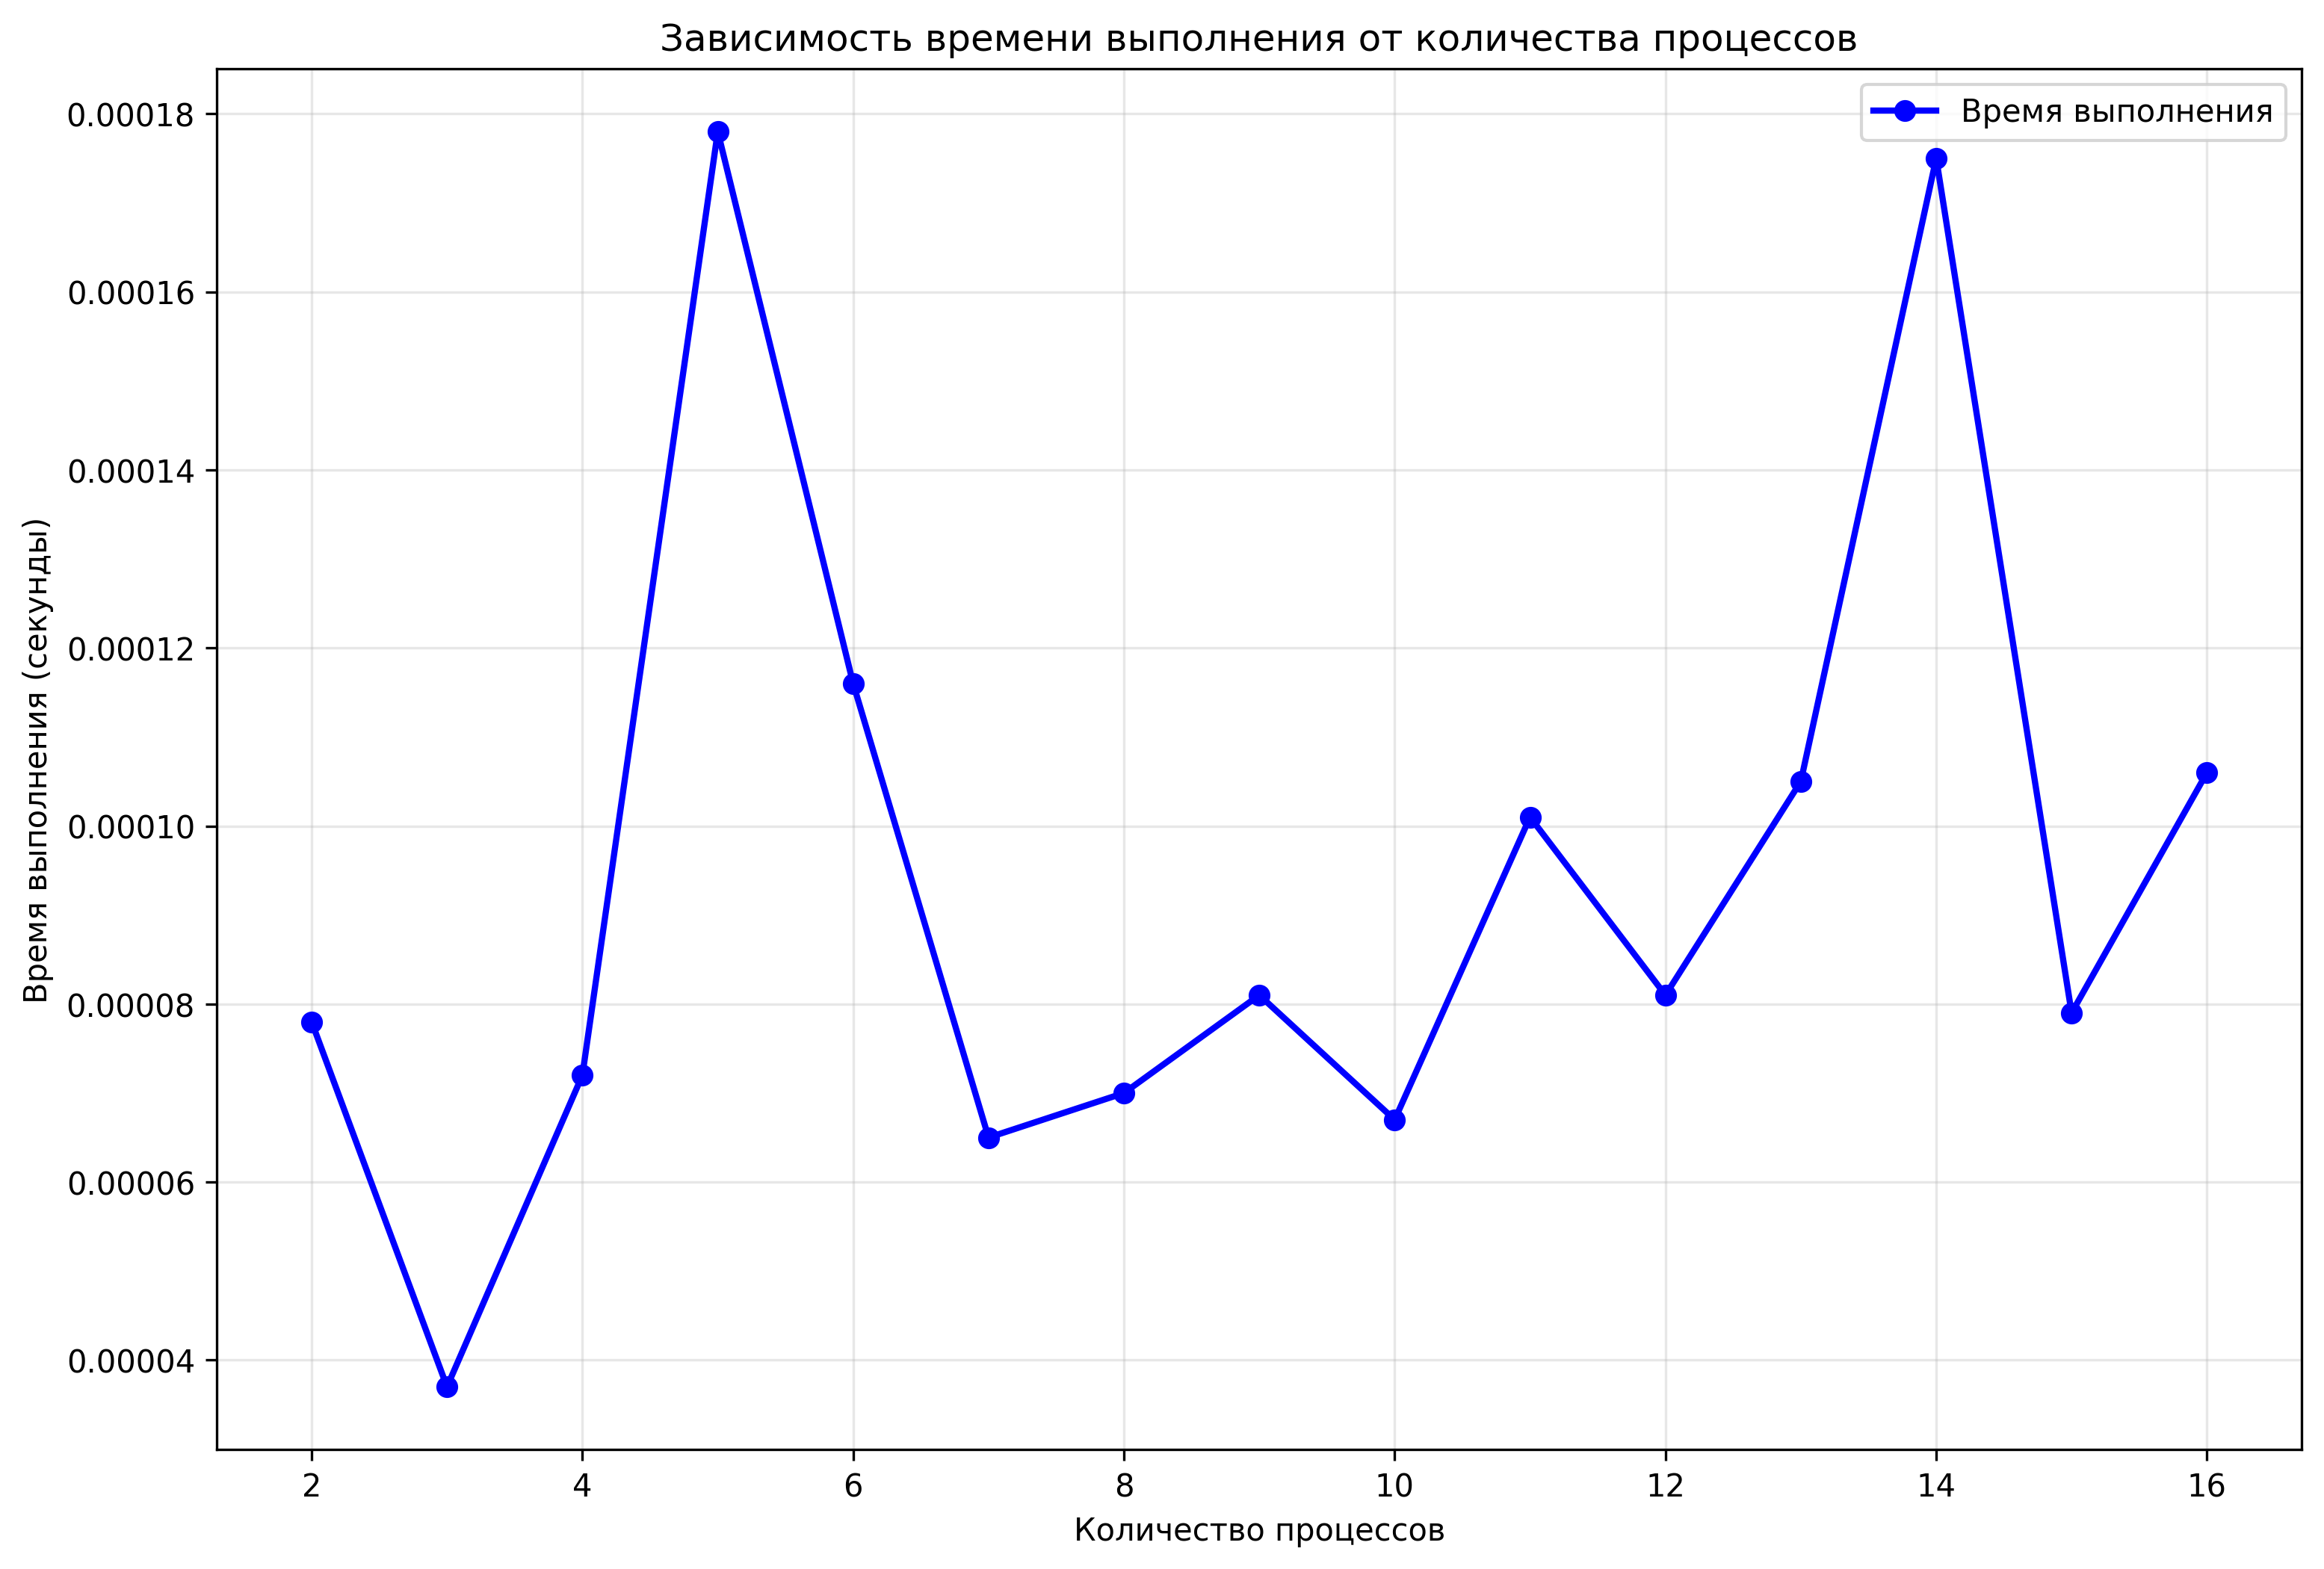 Зависимость времени выполнения от количества процессов
Время выполнения
0.00018
0.00016
0.00014
0.00012
0.00010
0.00008
0.00006
0.00004
Время выполнения (секунды)
2 4 6 8 10 12 14 16
Количество процессов